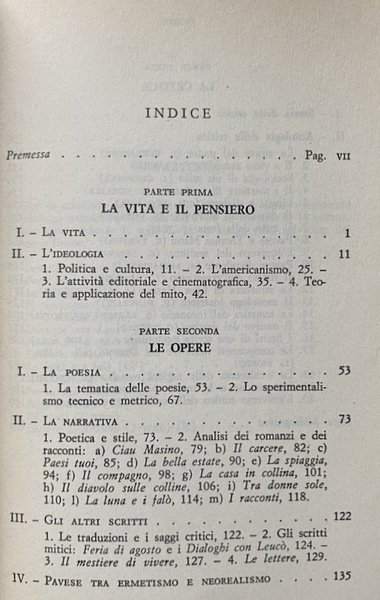 INDICE
Premessa . . . . . . . . . . . . . . . . Pag. VII
PARTE PRIMA
LA VITA E IL PENSIERO
I. – LA VITA . . . . . . . . . . . . . . 1
II. – L'IDEOLOGIA . . . . . . . . . . . . 11
1. Politica e cultura, 11. – 2. L'americanismo, 25. –
3. L'attività editoriale e cinematografica, 35. – 4. Teo-
ria e applicazione del mito, 42.
PARTE SECONDA
LE OPERE
I. – LA POESIA . . . . . . . . . . . . . 53
1. La tematica delle poesie, 53. – 2. Lo sperimentali-
smo tecnico e metrico, 67.
II. – LA NARRATIVA . . . . . . . . . . . 73
1. Poetica e stile, 73. – 2. Analisi dei romanzi e dei
racconti: a) Ciau Masino, 79; b) Il carcere, 82; c)
Paesi tuoi, 85; d) La bella estate, 90; e) La spiaggia,
94; f) Il compagno, 98; g) La casa in collina, 101;
h) Il diavolo sulle colline, 106; i) Tra donne sole,
110; l) La luna e i falò, 114; m) I racconti, 118.
III. – GLI ALTRI SCRITTI . . . . . . . . . 122
1. Le traduzioni e i saggi critici, 122. – 2. Gli scritti
mitici: Feria di agosto e i Dialoghi con Leucò, 124. –
3. Il mestiere di vivere, 127. – 4. Le lettere, 129.
IV. – PAVESE TRA ERMETISMO E NEOREALISMO . . . . 135